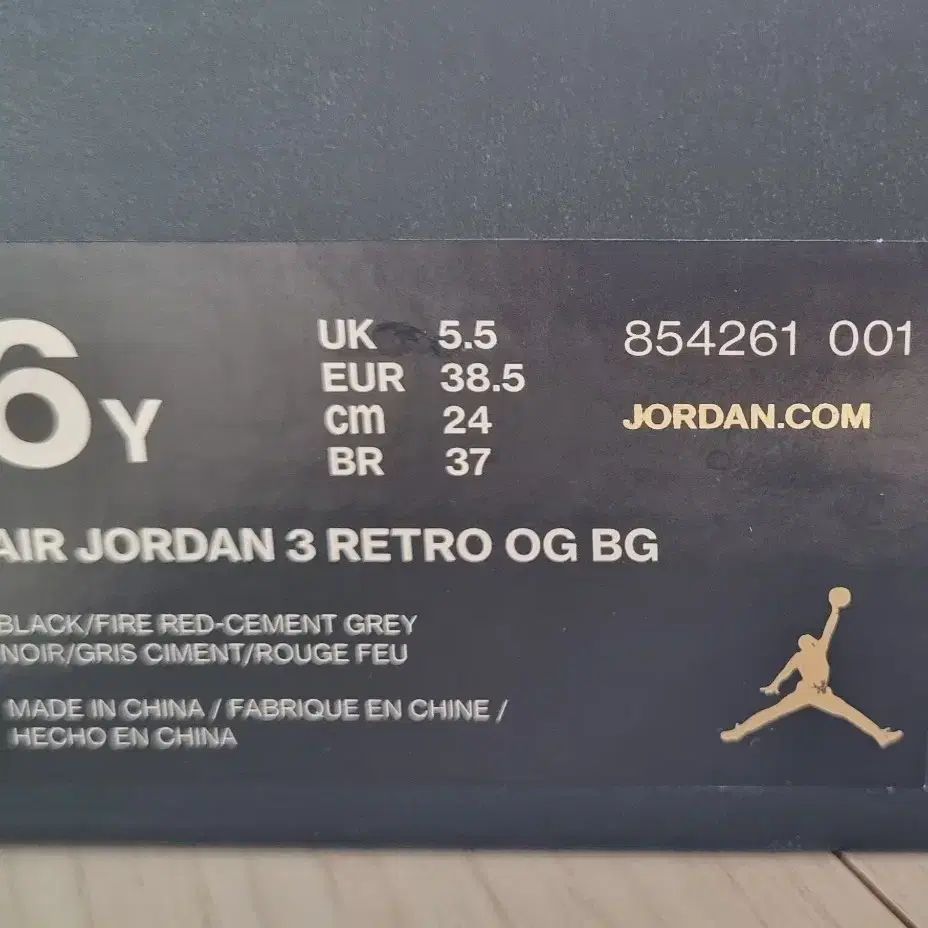 6Y
UK 5.5
EUR 38.5
cm 24
BR 37
854261 001
JORDAN.COM
AIR JORDAN 3 RETRO OG BG
BLACK/FIRE RED-CEMENT GREY
NOIR/GRIS CIMENT/ROUGE FEU
MADE IN CHINA / FABRIQUE EN CHINE /
HECHO EN CHINA